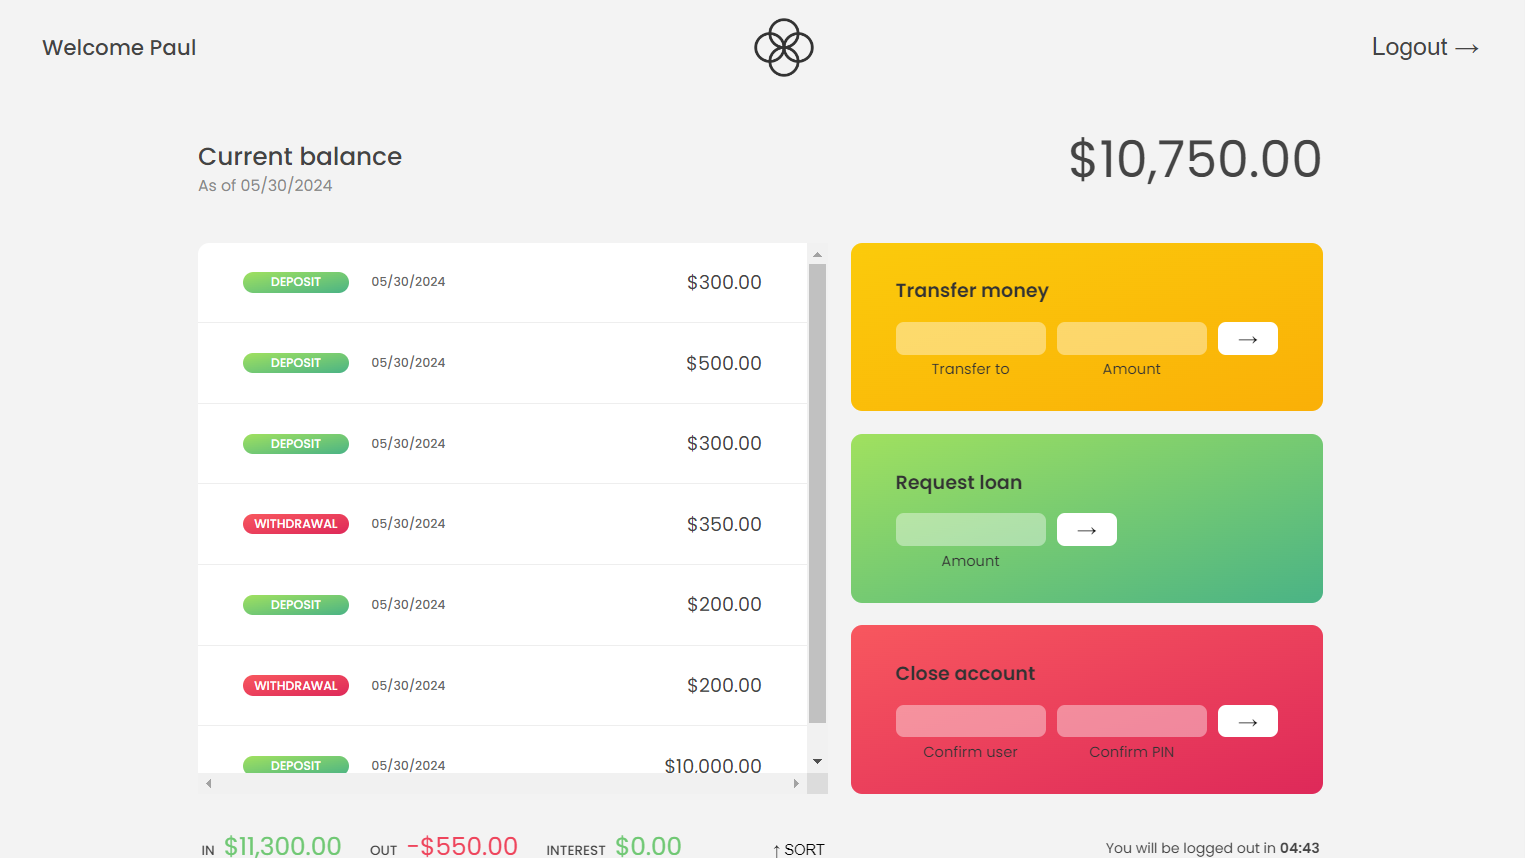 Welcome Paul
Logout →
Current balance
As of 05/30/2024
$10,750.00
DEPOSIT 05/30/2024 $300.00
DEPOSIT 05/30/2024 $500.00
DEPOSIT 05/30/2024 $300.00
WITHDRAWAL 05/30/2024 $350.00
DEPOSIT 05/30/2024 $200.00
WITHDRAWAL 05/30/2024 $200.00
DEPOSIT 05/30/2024 $10,000.00
Transfer money
→
Transfer to Amount
Request loan
→
Amount
Close account
→
Confirm user Confirm PIN
IN $11,300.00 OUT -$550.00 INTEREST $0.00 ↑ SORT
You will be logged out in 04:43